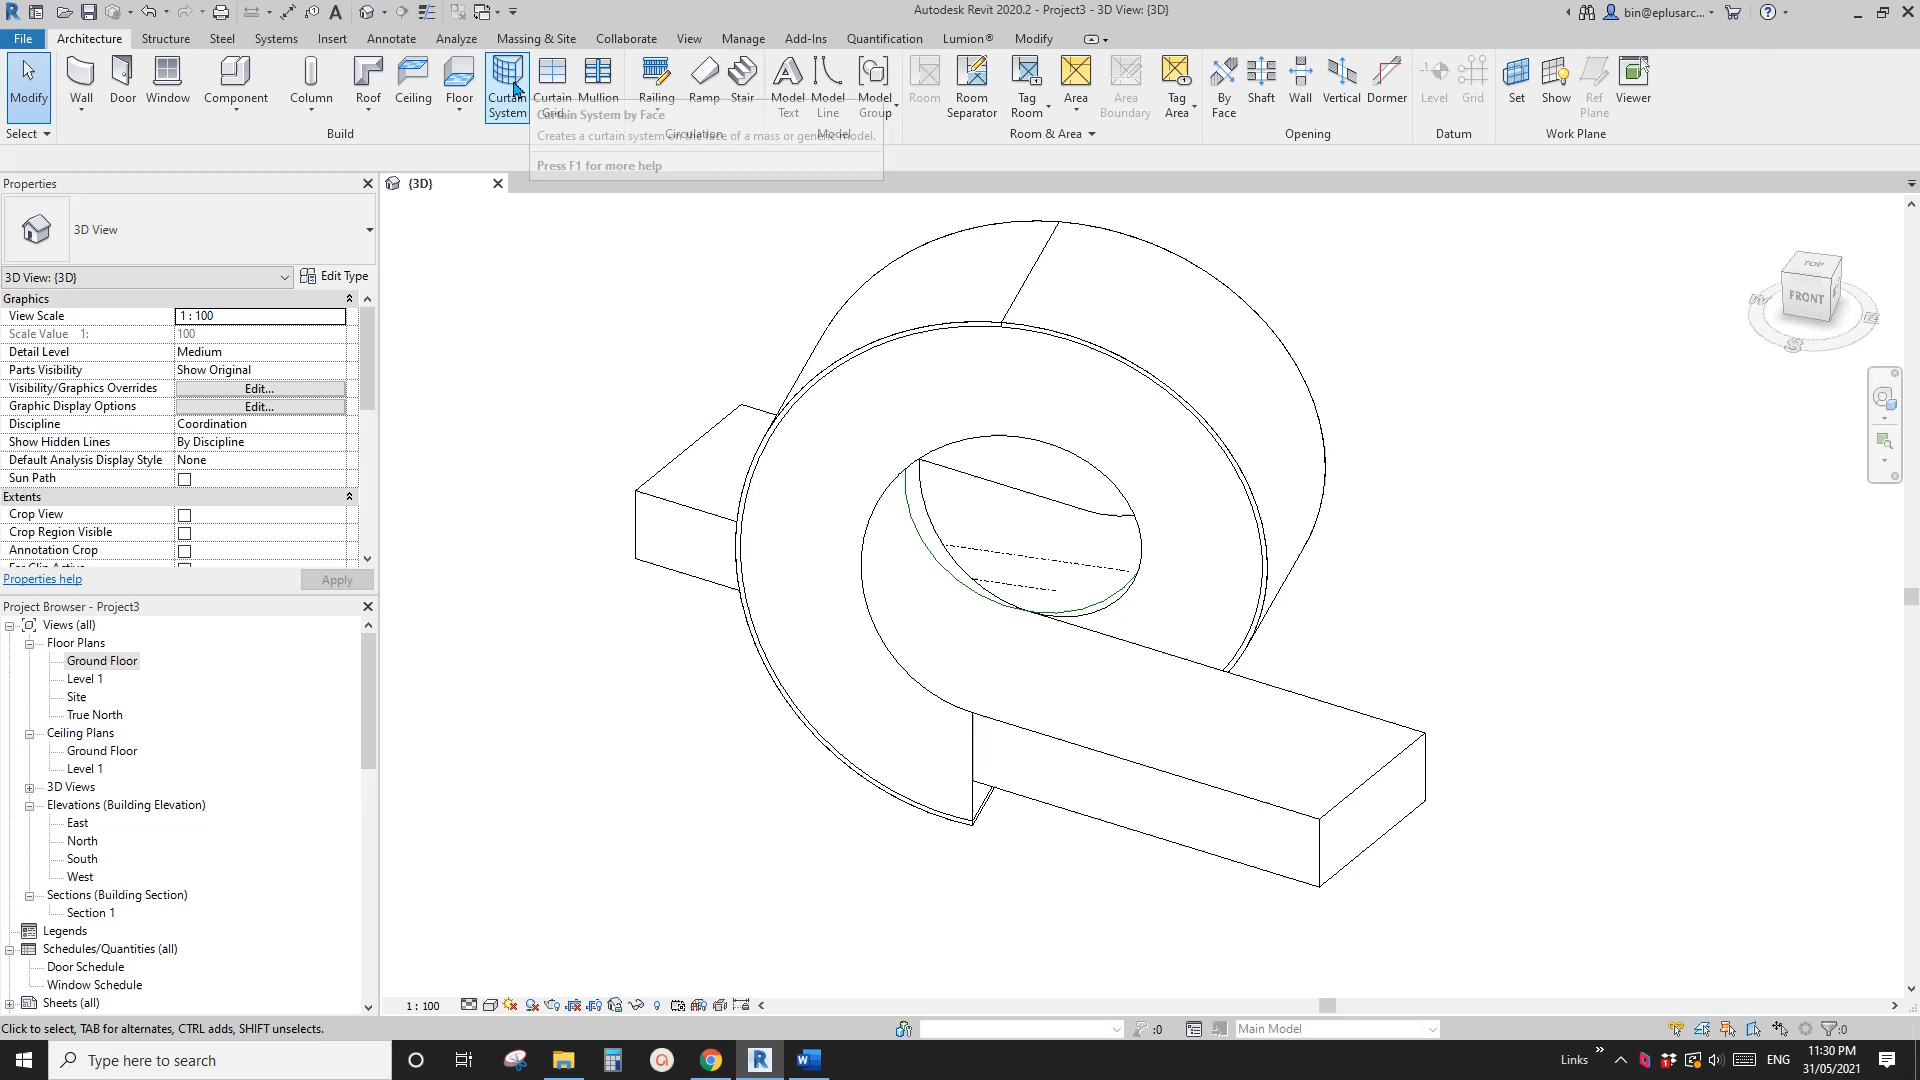 Autodesk Revit 2020.2 - Project3 - 3D View: {3D}
bin@eplusarc...
File Architecture Structure Steel Systems Insert Annotate Analyze Massing & Site Collaborate View Manage Add-Ins Quantification Lumion® Modify
Modify Wall Door Window Component Column Roof Ceiling Floor Curtain System Curtain Grid Mullion Railing Ramp Stair Model Text Model Line Model Group Room Room Separator Tag Room Area Area Boundary Tag Area By Face Shaft Wall Vertical Dormer Level Grid Set Show Ref Plane Viewer
Curtain System by Face
Creates a curtain system on the face of a mass or generic model.
Press F1 for more help
Select Build Circulation Model Room & Area Opening Datum Work Plane
Properties
{3D}
3D View
3D View: {3D}
Edit Type
Graphics
View Scale 1 : 100
Scale Value 1: 100
Detail Level Medium
Parts Visibility Show Original
Visibility/Graphics Overrides Edit...
Graphic Display Options Edit...
Discipline Coordination
Show Hidden Lines By Discipline
Default Analysis Display Style None
Sun Path
Extents
Crop View
Crop Region Visible
Annotation Crop
Properties help
Apply
Project Browser - Project3
Views (all)
Floor Plans
Ground Floor
Level 1
Site
True North
Ceiling Plans
Ground Floor
Level 1
3D Views
Elevations (Building Elevation)
East
North
South
West
Sections (Building Section)
Section 1
Legends
Schedules/Quantities (all)
Door Schedule
Window Schedule
Sheets (all)
TOP
FRONT
S
1 : 100
Click to select, TAB for alternates, CTRL adds, SHIFT unselects.
:0
Main Model
:0
Type here to search
Links
ENG
11:30 PM
31/05/2021